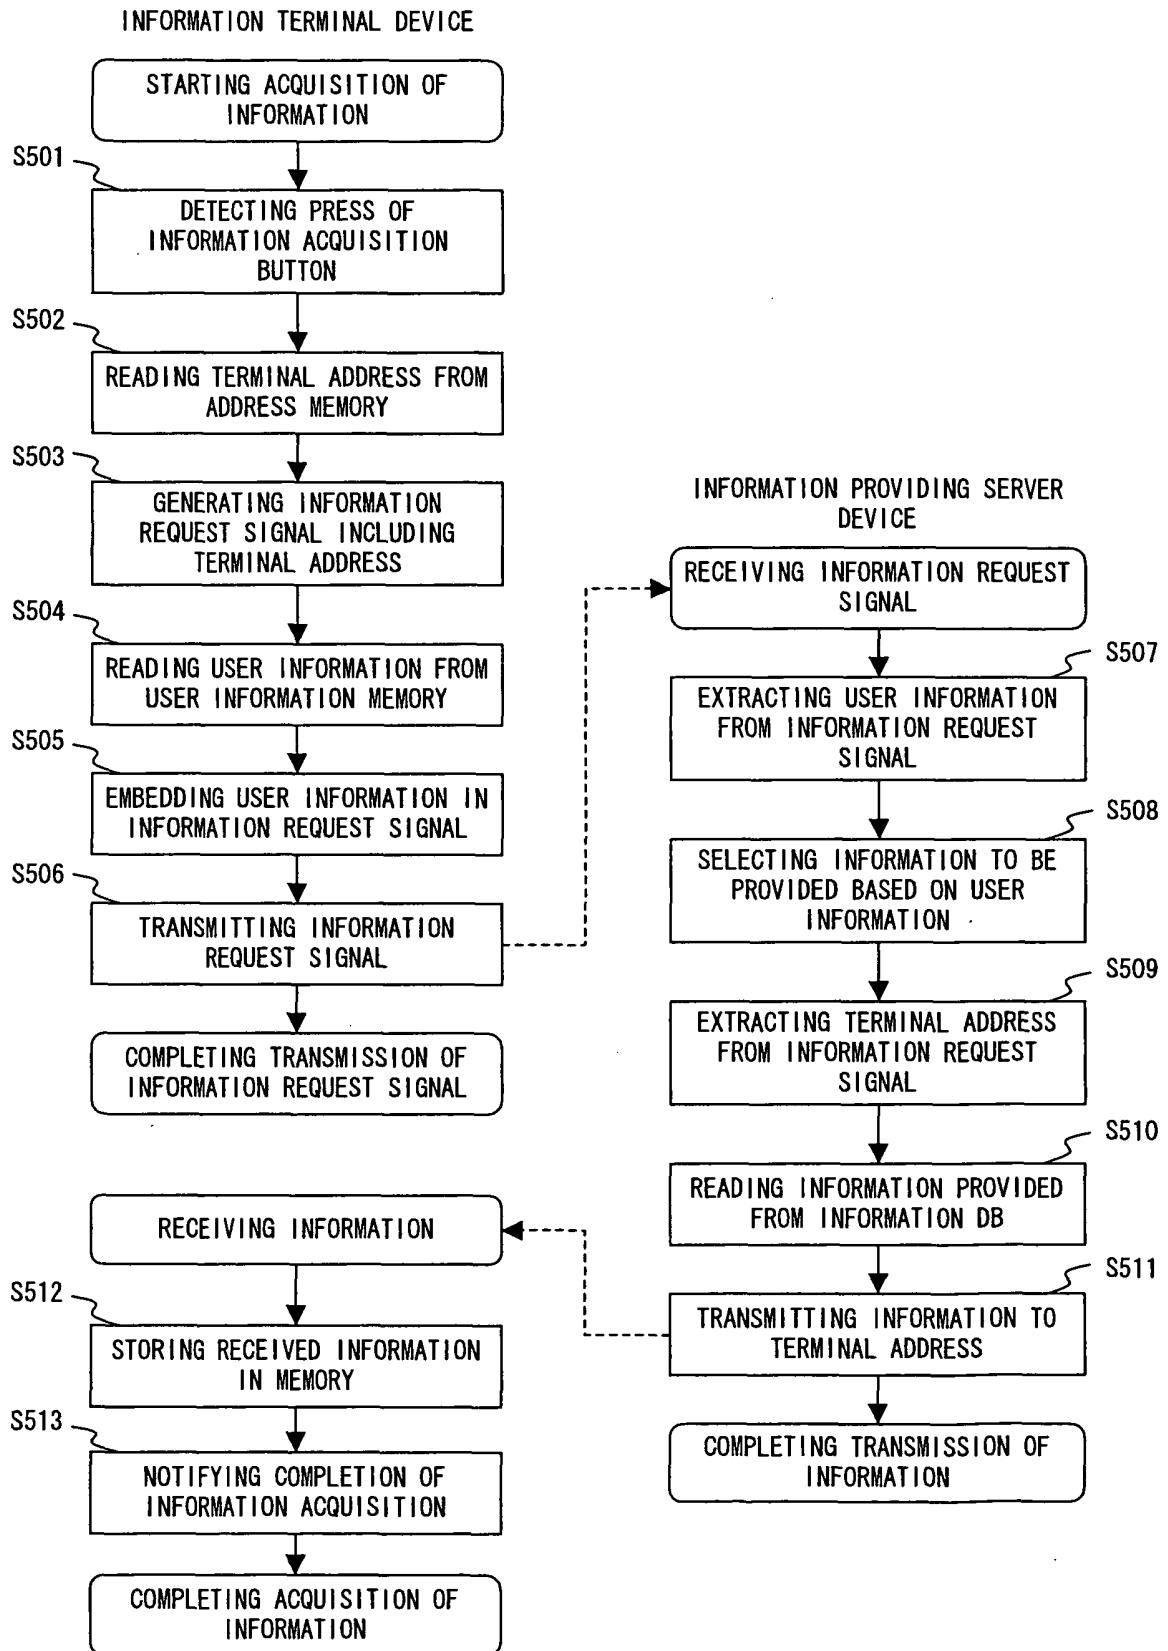 INFORMATION TERMINAL DEVICE
STARTING ACQUISITION OF
INFORMATION
S501
DETECTING PRESS OF
INFORMATION ACQUISITION
BUTTON
S502
READING TERMINAL ADDRESS FROM
ADDRESS MEMORY
S503
GENERATING INFORMATION
REQUEST SIGNAL INCLUDING
TERMINAL ADDRESS
S504
READING USER INFORMATION FROM
USER INFORMATION MEMORY
S505
EMBEDDING USER INFORMATION IN
INFORMATION REQUEST SIGNAL
S506
TRANSMITTING INFORMATION
REQUEST SIGNAL
COMPLETING TRANSMISSION OF
INFORMATION REQUEST SIGNAL
INFORMATION PROVIDING SERVER
DEVICE
RECEIVING INFORMATION REQUEST
SIGNAL
S507
EXTRACTING USER INFORMATION
FROM INFORMATION REQUEST
SIGNAL
S508
SELECTING INFORMATION TO BE
PROVIDED BASED ON USER
INFORMATION
S509
EXTRACTING TERMINAL ADDRESS
FROM INFORMATION REQUEST
SIGNAL
S510
READING INFORMATION PROVIDED
FROM INFORMATION DB
S511
TRANSMITTING INFORMATION TO
TERMINAL ADDRESS
COMPLETING TRANSMISSION OF
INFORMATION
RECEIVING INFORMATION
S512
STORING RECEIVED INFORMATION
IN MEMORY
S513
NOTIFYING COMPLETION OF
INFORMATION ACQUISITION
COMPLETING ACQUISITION OF
INFORMATION